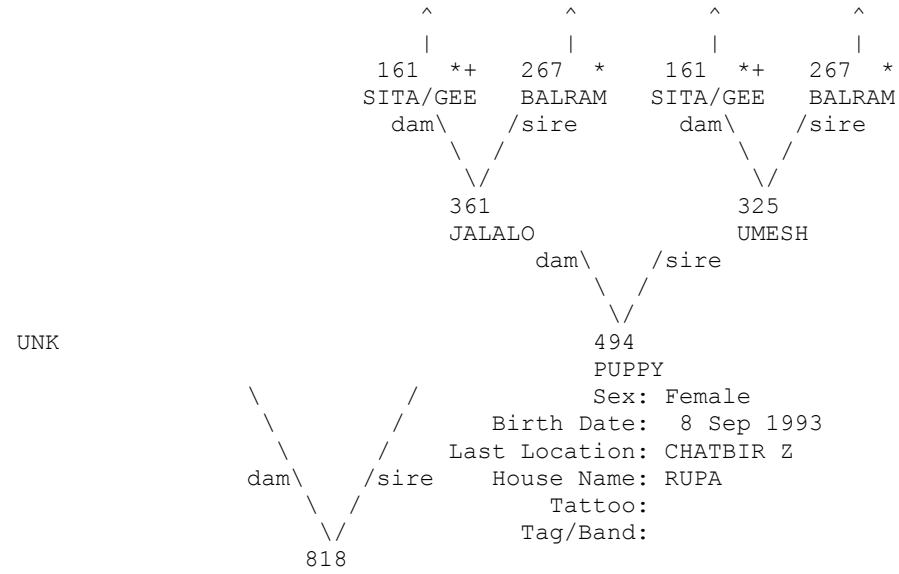 ^ ^ ^ ^
| | | |
161 *+ 267 * 161 *+ 267 *
SITA/GEE BALRAM SITA/GEE BALRAM
dam\ /sire dam\ /sire
\ / \ /
\/ \/
361 325
JALALO UMESH
dam\ /sire
\ /
\/
UNK 494
PUPPY
\ / Sex: Female
\ / Birth Date: 8 Sep 1993
\ / Last Location: CHATBIR Z
dam\ /sire House Name: RUPA
\ / Tattoo:
\/ Tag/Band:
818